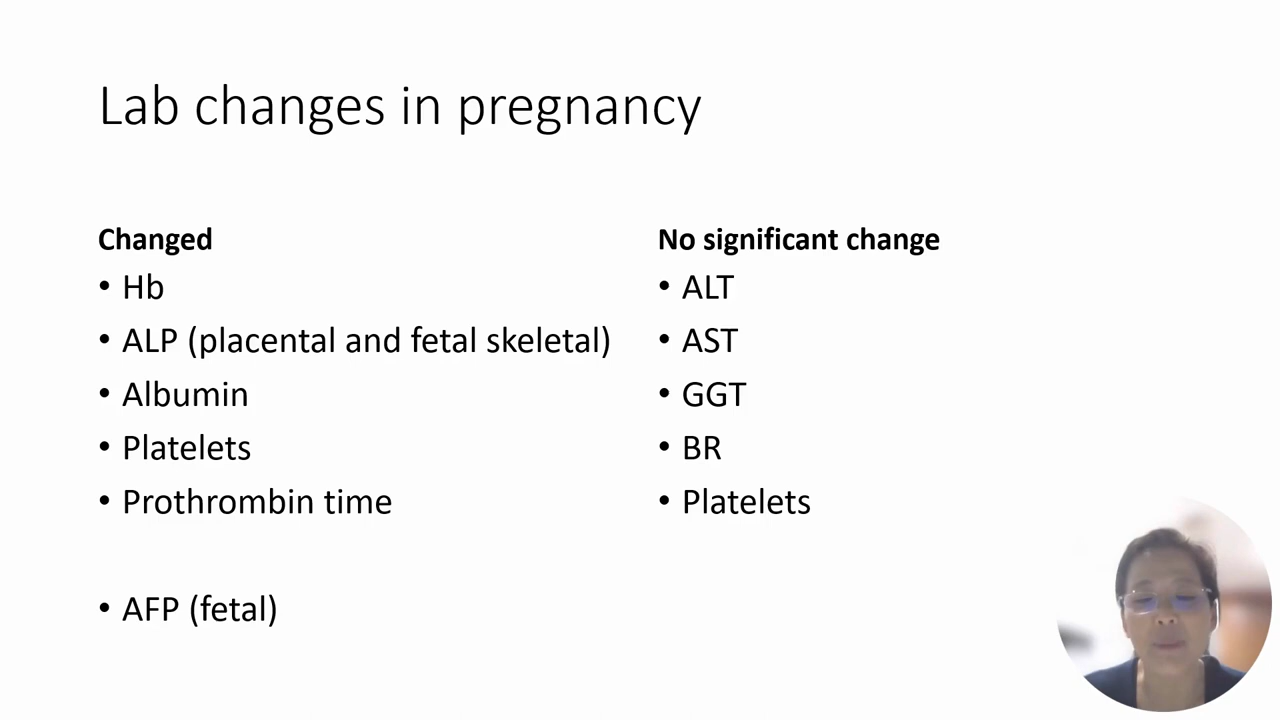 Lab changes in pregnancy
Changed
• Hb
• ALP (placental and fetal skeletal)
• Albumin
• Platelets
• Prothrombin time
• AFP (fetal)
No significant change
• ALT
• AST
• GGT
• BR
• Platelets